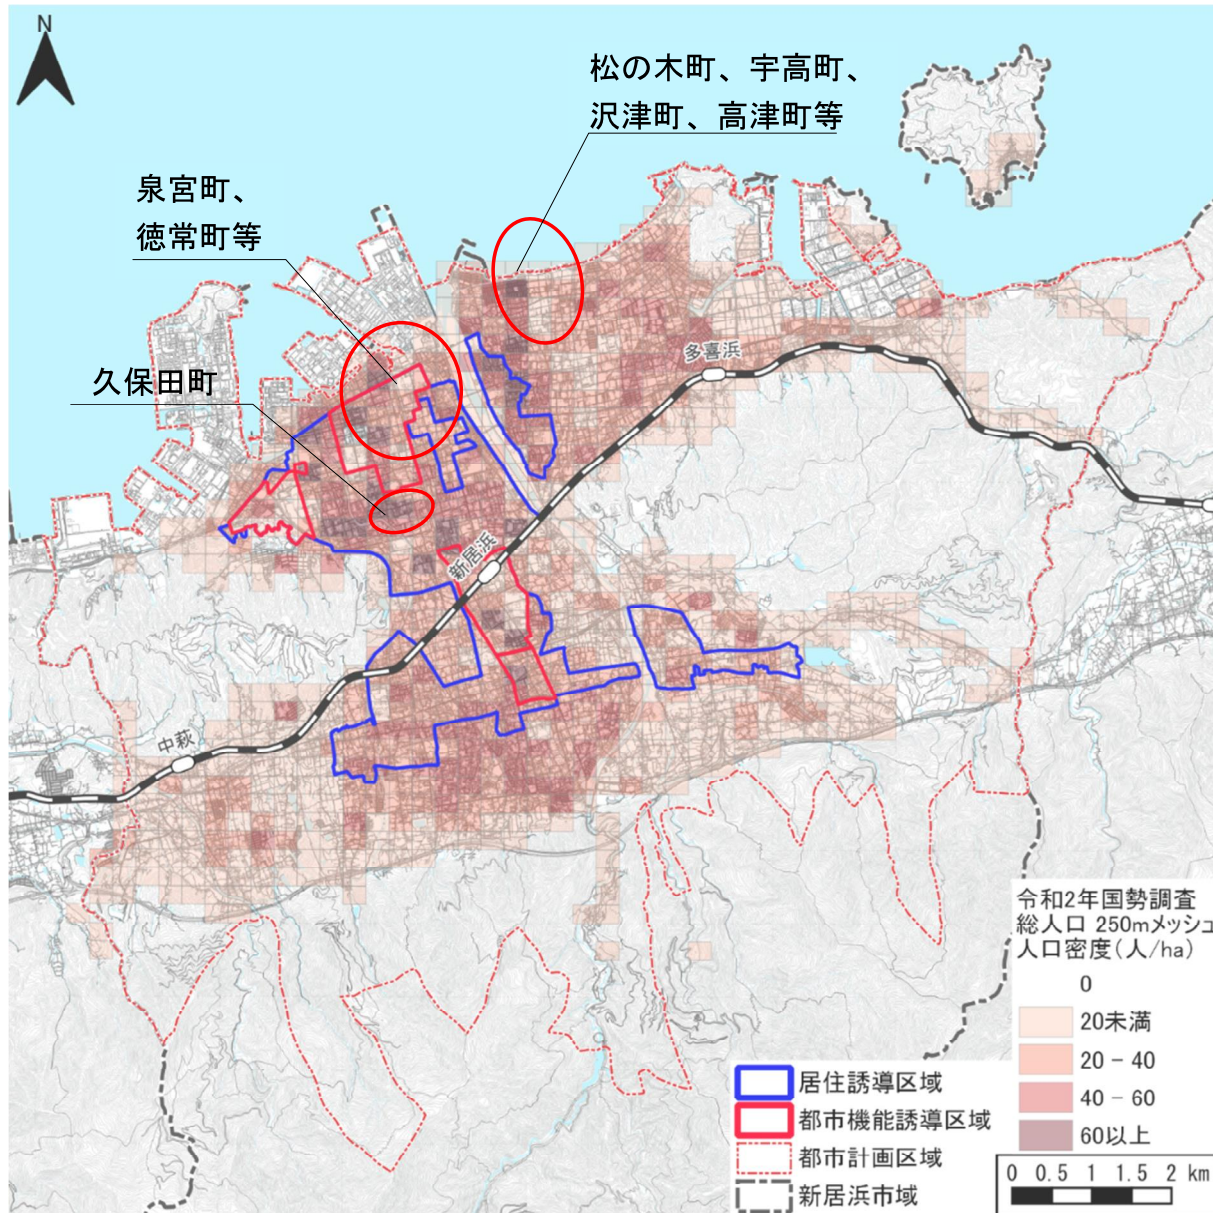 N
松の木町、宇高町、
沢津町、高津町等
泉宮町、
徳常町等
久保田町
多喜浜
新居浜
中萩
令和2年国勢調査
総人口 250mメッシュ
人口密度(人/ha)
0
20未満
20 - 40
40 - 60
60以上
居住誘導区域
都市機能誘導区域
都市計画区域
新居浜市域
0 0.5 1 1.5 2 km